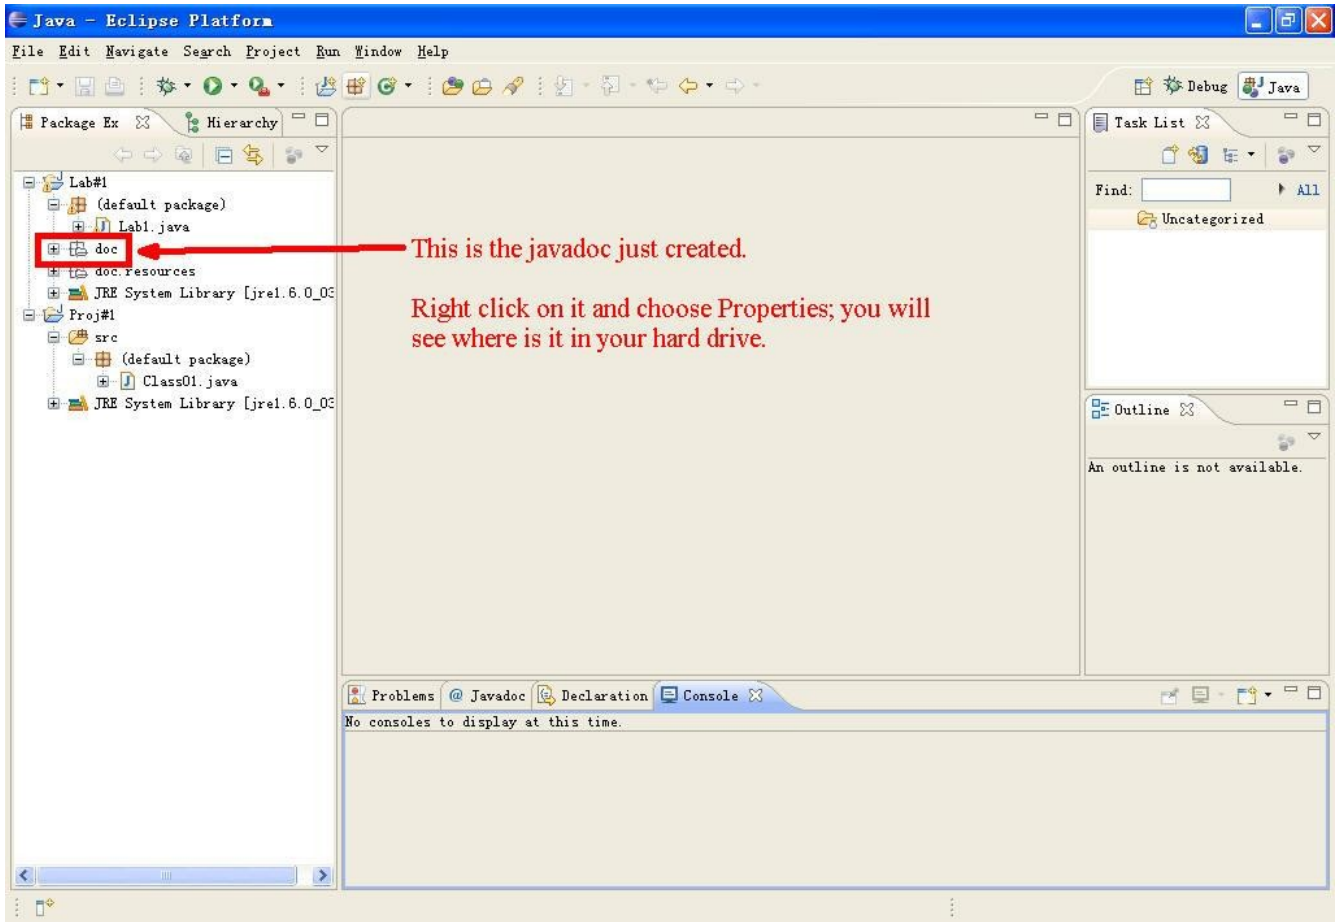 Java - Eclipse Platform
File Edit Navigate Search Project Run Window Help
Debug Java
Package Ex Hierarchy
Lab#1
(default package)
Lab1.java
doc
doc.resources
JRE System Library [jre1.6.0_03
Proj#1
src
(default package)
Class01.java
JRE System Library [jre1.6.0_03
This is the javadoc just created.
Right click on it and choose Properties; you will
see where is it in your hard drive.
Task List
Find: All
Uncategorized
Outline
An outline is not available.
Problems @ Javadoc Declaration Console
No consoles to display at this time.